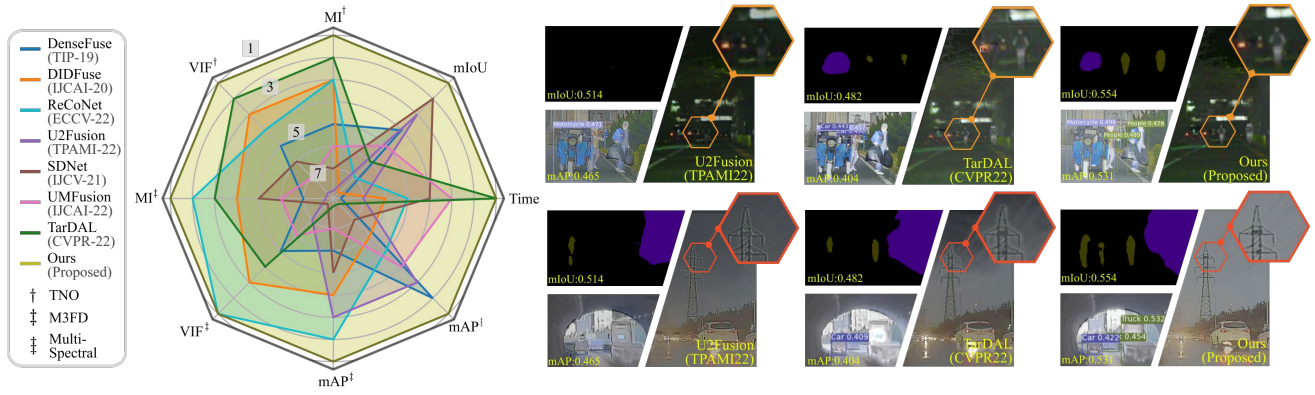 DenseFuse
(TIP-19)
DIDFuse
(IJCAI-20)
ReCoNet
(ECCV-22)
U2Fusion
(TPAMI-22)
SDNet
(IJCV-21)
UMFusion
(IJCAI-22)
TarDAL
(CVPR-22)
Ours
(Proposed)
† TNO
‡ M3FD
Multi-
Spectral
MI†
mIoU
Time
mAP
mAP‡
VIF‡
MI‡
VIF†
1
3
5
7
mIoU:0.514
Motorcycle 0.471
mAP:0.465
U2Fusion
(TPAMI22)
mIoU:0.482
Car 0.443
mAP:0.404
TarDAL
(CVPR22)
mIoU:0.554
Motorcycle 0.496
People 0.479
People 0.489
mAP:0.531
Ours
(Proposed)
mIoU:0.514
mAP:0.465
U2Fusion
(TPAMI22)
mIoU:0.482
Car 0.409
mAP:0.404
TarDAL
(CVPR22)
mIoU:0.554
Truck 0.532
Car 0.422
0.454
mAP:0.531
Ours
(Proposed)